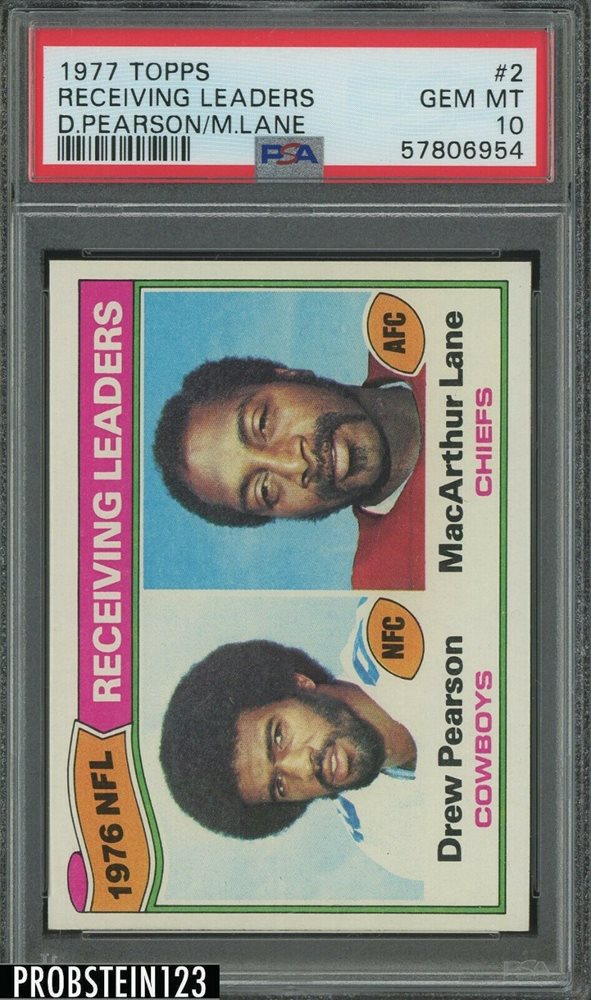 1977 TOPPS #2
RECEIVING LEADERS GEM MT
D.PEARSON/M.LANE 10
PSA 57806954
1976 NFL RECEIVING LEADERS
NFC AFC
Drew Pearson MacArthur Lane
COWBOYS CHIEFS
PSA
PROBSTEIN123